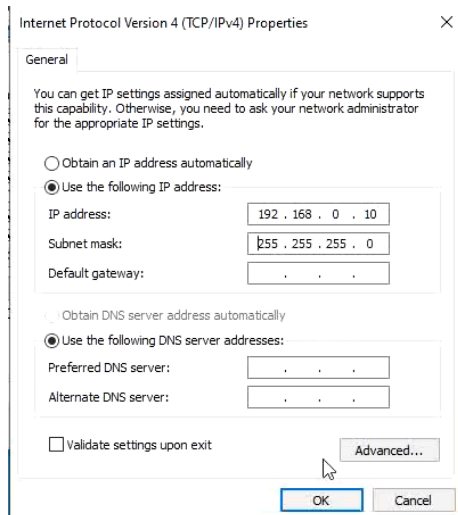 Internet Protocol Version 4 (TCP/IPv4) Properties
General
You can get IP settings assigned automatically if your network supports
this capability. Otherwise, you need to ask your network administrator
for the appropriate IP settings.
Obtain an IP address automatically
Use the following IP address:
IP address: 192 . 168 . 0 . 10
Subnet mask: 255 . 255 . 255 . 0
Default gateway: . . .
Obtain DNS server address automatically
Use the following DNS server addresses:
Preferred DNS server: . . .
Alternate DNS server: . . .
Validate settings upon exit
Advanced...
OK Cancel